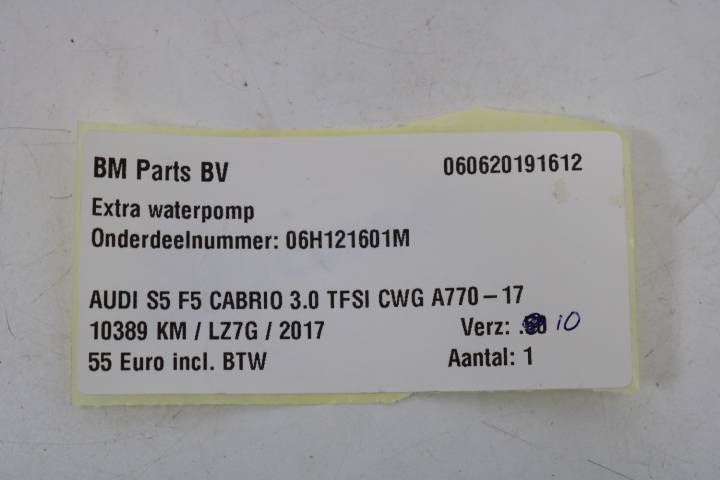 BM Parts BV 060620191612
Extra waterpomp
Onderdeelnummer: 06H121601M
AUDI S5 F5 CABRIO 3.0 TFSI CWG A770-17
10389 KM / LZ7G / 2017 Verz: 10
55 Euro incl. BTW Aantal: 1